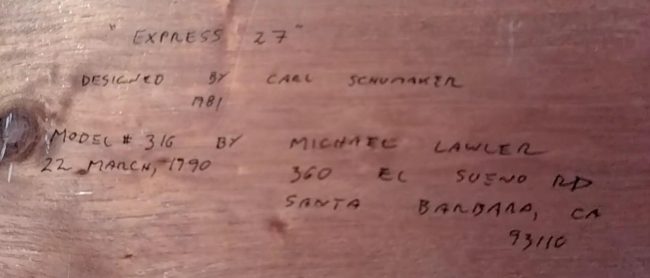 "EXPRESS 27"
DESIGNED BY CARL SCHUMAKER
1981
MODEL # 316 BY MICHAEL LAWLER
22 MARCH, 1990 360 EL SUENO RD
SANTA BARBARA, CA
93110